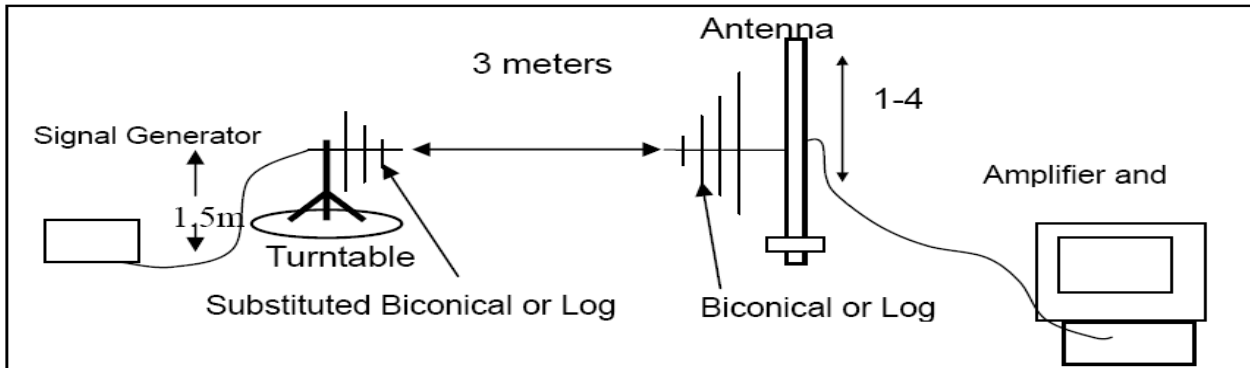 Antenna
3 meters
1-4
Signal Generator
Amplifier and
1.5m
Turntable
Substituted Biconical or Log
Biconical or Log